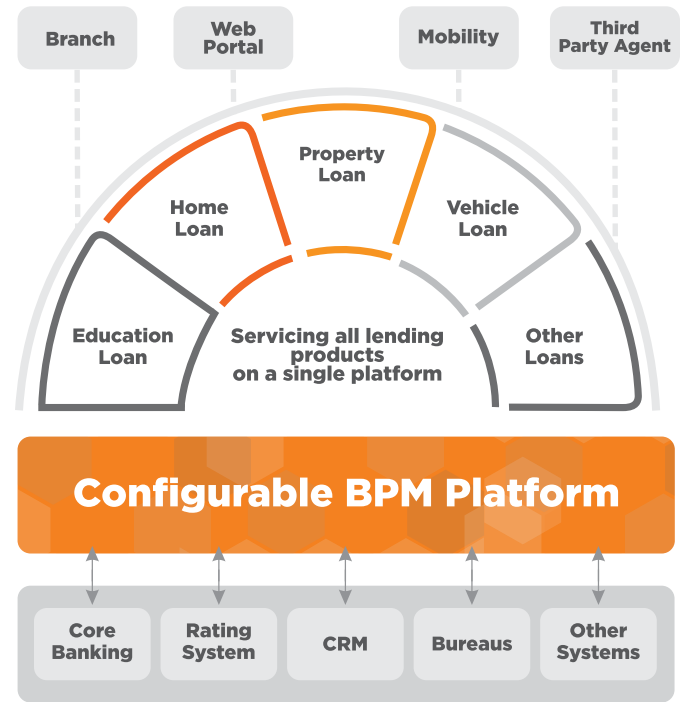 Branch
Web
Portal
Mobility
Third
Party Agent
Property
Loan
Home
Loan
Vehicle
Loan
Education
Loan
Servicing all lending
products
on a single platform
Other
Loans
Configurable BPM Platform
Core
Banking
Rating
System
CRM
Bureaus
Other
Systems